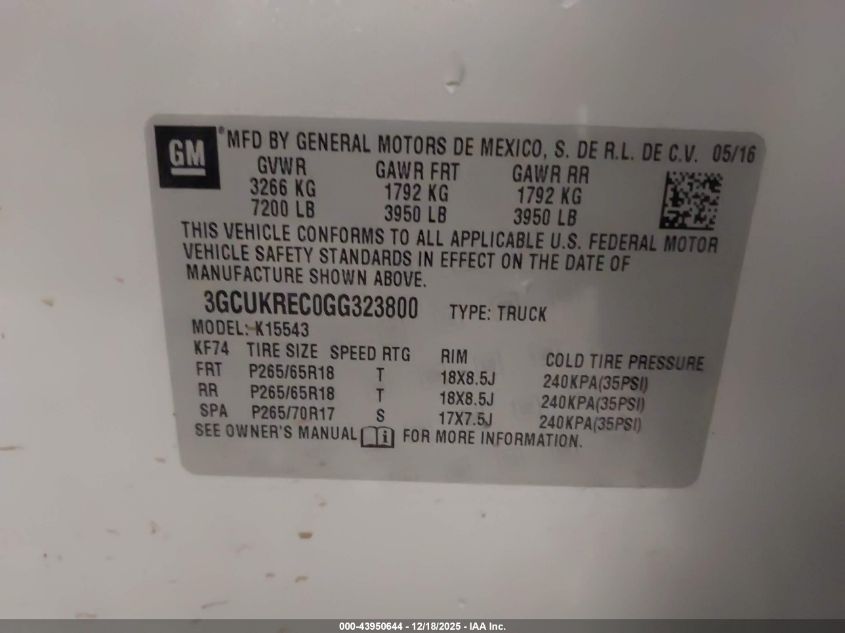 GM ® MFD BY GENERAL MOTORS DE MEXICO, S. DE R.L. DE C.V. 05/16
GVWR GAWR FRT GAWR RR
3266 KG 1792 KG 1792 KG
7200 LB 3950 LB 3950 LB
THIS VEHICLE CONFORMS TO ALL APPLICABLE U.S. FEDERAL MOTOR
VEHICLE SAFETY STANDARDS IN EFFECT ON THE DATE OF
MANUFACTURE SHOWN ABOVE.
3GCUKREC0GG323800 TYPE: TRUCK
MODEL: K15543
KF74 TIRE SIZE SPEED RTG RIM COLD TIRE PRESSURE
FRT P265/65R18 T 18X8.5J 240KPA(35PSI)
RR P265/65R18 T 18X8.5J 240KPA(35PSI)
SPA P265/70R17 S 17X7.5J 240KPA(35PSI)
SEE OWNER'S MANUAL FOR MORE INFORMATION.
000-43950644 - 12/18/2025 - IAA Inc.